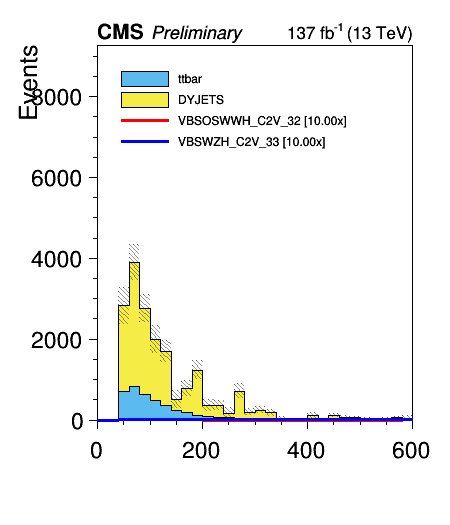 CMS Preliminary 137 fb⁻¹ (13 TeV)
Events
ttbar
DYJETS
VBSOSWWH_C2V_32 [10.00x]
VBSWZH_C2V_33 [10.00x]
8000
6000
4000
2000
0
0 200 400 600